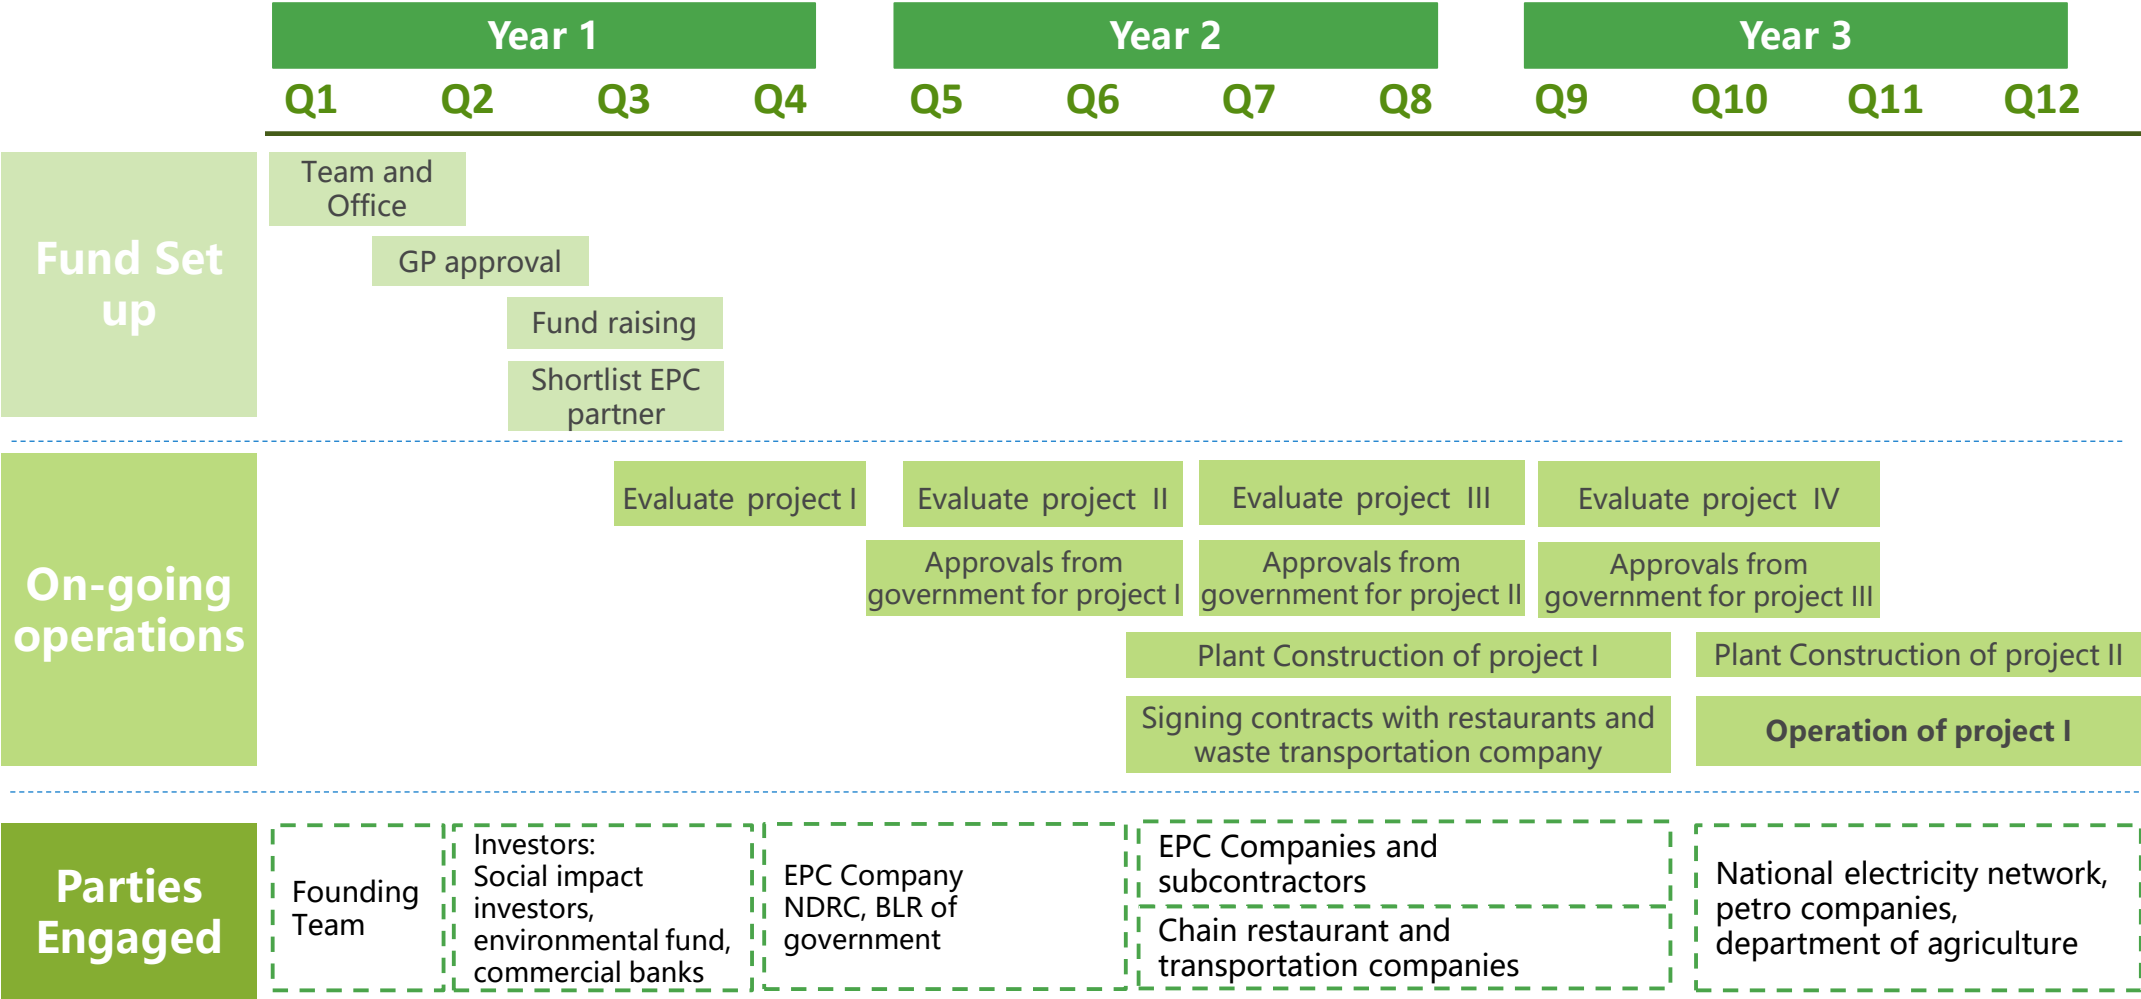 Year 1
Year 2
Year 3
Q1 Q2 Q3 Q4 Q5 Q6 Q7 Q8 Q9 Q10 Q11 Q12
Fund Set
up
Team and
Office
GP approval
Fund raising
Shortlist EPC
partner
On-going
operations
Evaluate project I
Evaluate project II
Evaluate project III
Evaluate project IV
Approvals from
government for project I
Approvals from
government for project II
Approvals from
government for project III
Plant Construction of project I
Plant Construction of project II
Signing contracts with restaurants and
waste transportation company
Operation of project I
Parties
Engaged
Founding
Team
Investors:
Social impact
investors,
environmental fund,
commercial banks
EPC Company
NDRC, BLR of
government
EPC Companies and
subcontractors
Chain restaurant and
transportation companies
National electricity network,
petro companies,
department of agriculture